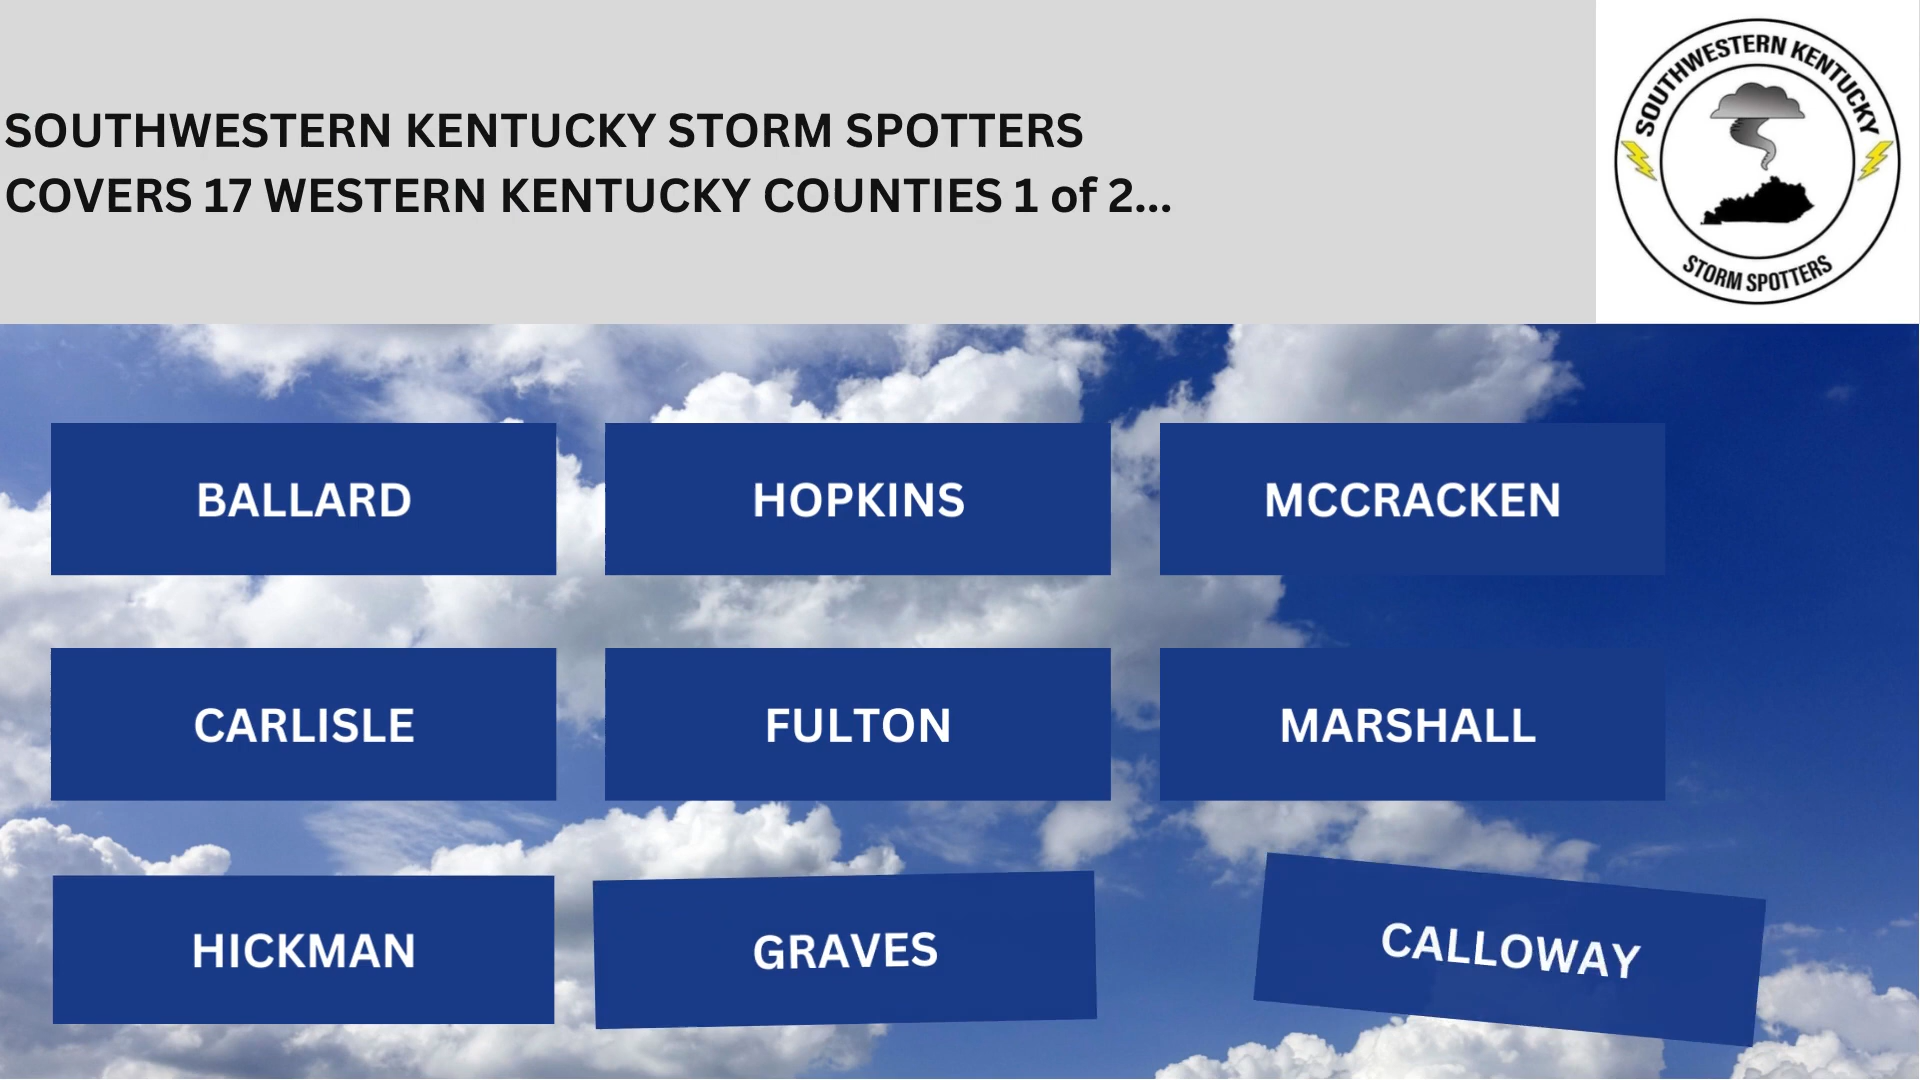 SOUTHWESTERN KENTUCKY STORM SPOTTERS
COVERS 17 WESTERN KENTUCKY COUNTIES 1 of 2...
SOUTHWESTERN KENTUCKY
STORM SPOTTERS
BALLARD
HOPKINS
MCCRACKEN
CARLISLE
FULTON
MARSHALL
HICKMAN
GRAVES
CALLOWAY